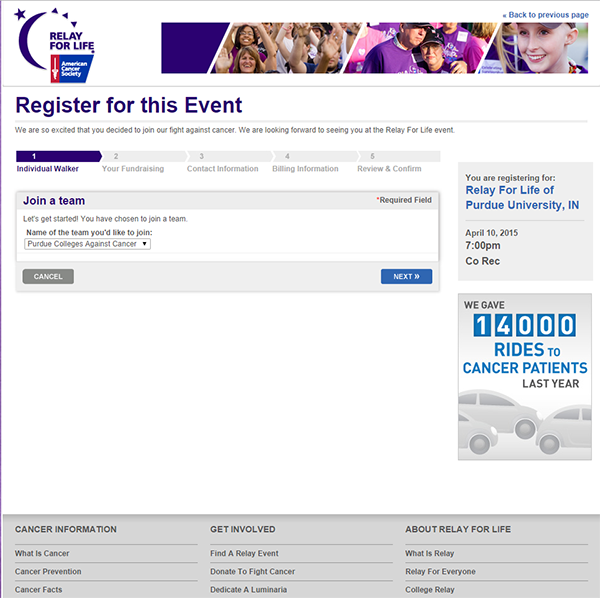 « Back to previous page
RELAY
FOR LIFE
American
Cancer
Society
Register for this Event
We are so excited that you decided to join our fight against cancer. We are looking forward to seeing you at the Relay For Life event.
1 2 3 4 5
Individual Walker Your Fundraising Contact Information Billing Information Review & Confirm
Join a team *Required Field
Let's get started! You have chosen to join a team.
Name of the team you'd like to join:
Purdue Colleges Against Cancer ▼
CANCEL NEXT »
You are registering for:
Relay For Life of
Purdue University, IN
April 10, 2015
7:00pm
Co Rec
WE GAVE
14000
RIDES TO
CANCER PATIENTS
LAST YEAR
CANCER INFORMATION GET INVOLVED ABOUT RELAY FOR LIFE
What Is Cancer Find A Relay Event What Is Relay
Cancer Prevention Donate To Fight Cancer Relay For Everyone
Cancer Facts Dedicate A Luminaria College Relay